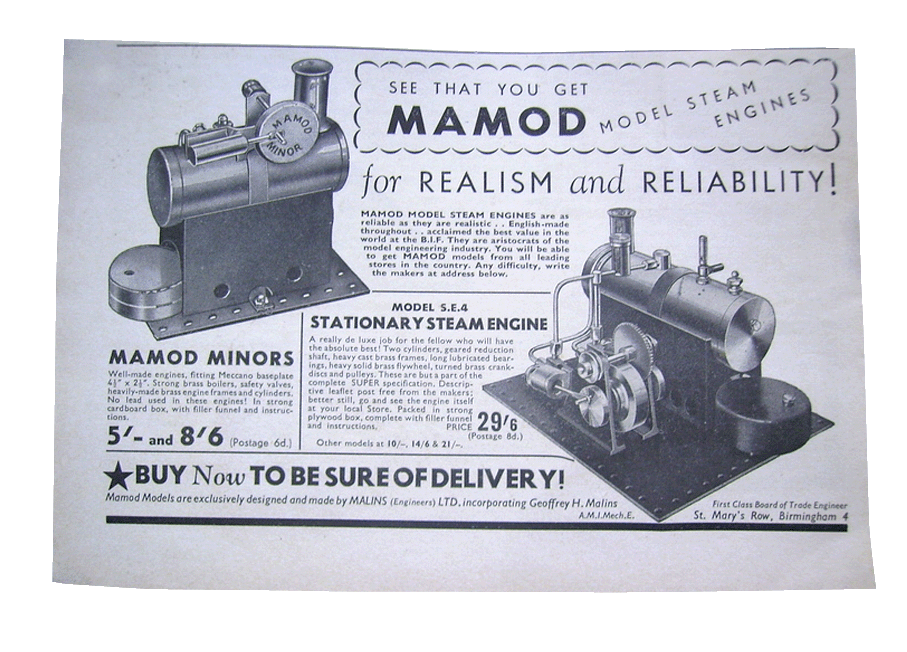 SEE THAT YOU GET
MAMOD MODEL STEAM
ENGINES
for REALISM and RELIABILITY!
MAMOD
MINOR
MAMOD MODEL STEAM ENGINES are as
reliable as they are realistic . . English-made
throughout . . acclaimed the best value in the
world at the B.I.F. They are aristocrats of the
model engineering industry. You will be able
to get MAMOD models from all leading
stores in the country. Any difficulty, write
the makers at address below.
MAMOD MINORS
Well-made engines, fitting Meccano baseplate
4½" x 2½". Strong brass boilers, safety valves,
heavily-made brass engine frames and cylinders.
No lead used in these engines! In strong
cardboard box, with filler funnel and instruc-
tions.
5'- and 8'6 (Postage 6d.)
MODEL S.E.4
STATIONARY STEAM ENGINE
A really de luxe job for the fellow who will have
the absolute best! Two cylinders, geared reduction
shaft, heavy cast brass frames, long lubricated bear-
ings, heavy solid brass flywheel, turned brass crank-
discs and pulleys. These are but a part of the
complete SUPER specification. Descrip-
tive leaflet post free from the makers;
better still, go and see the engine itself
at your local Store. Packed in strong
plywood box, complete with filler funnel
and instructions. PRICE 29'6
(Postage 8d.)
Other models at 10/-, 14/6 & 21/-.
★BUY Now TO BE SURE OF DELIVERY!
Mamod Models are exclusively designed and made by MALINS (Engineers) LTD. incorporating Geoffrey H. Malins
A.M.I.Mech.E.
First Class Board of Trade Engineer
St. Mary's Row, Birmingham 4